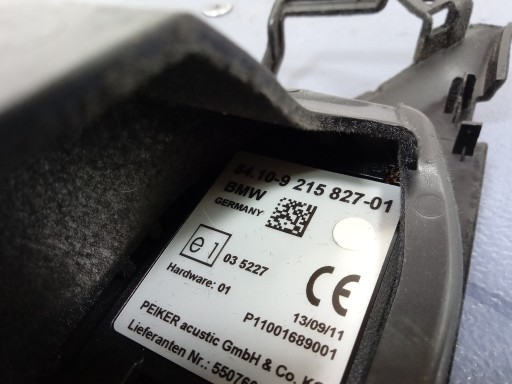 84.10-9 215 827-01
BMW
GERMANY
e1
03 5227
CE
Hardware: 01
13/09/11
P11001689001
PEIKER acustic GmbH & Co.
Lieferanten Nr.: